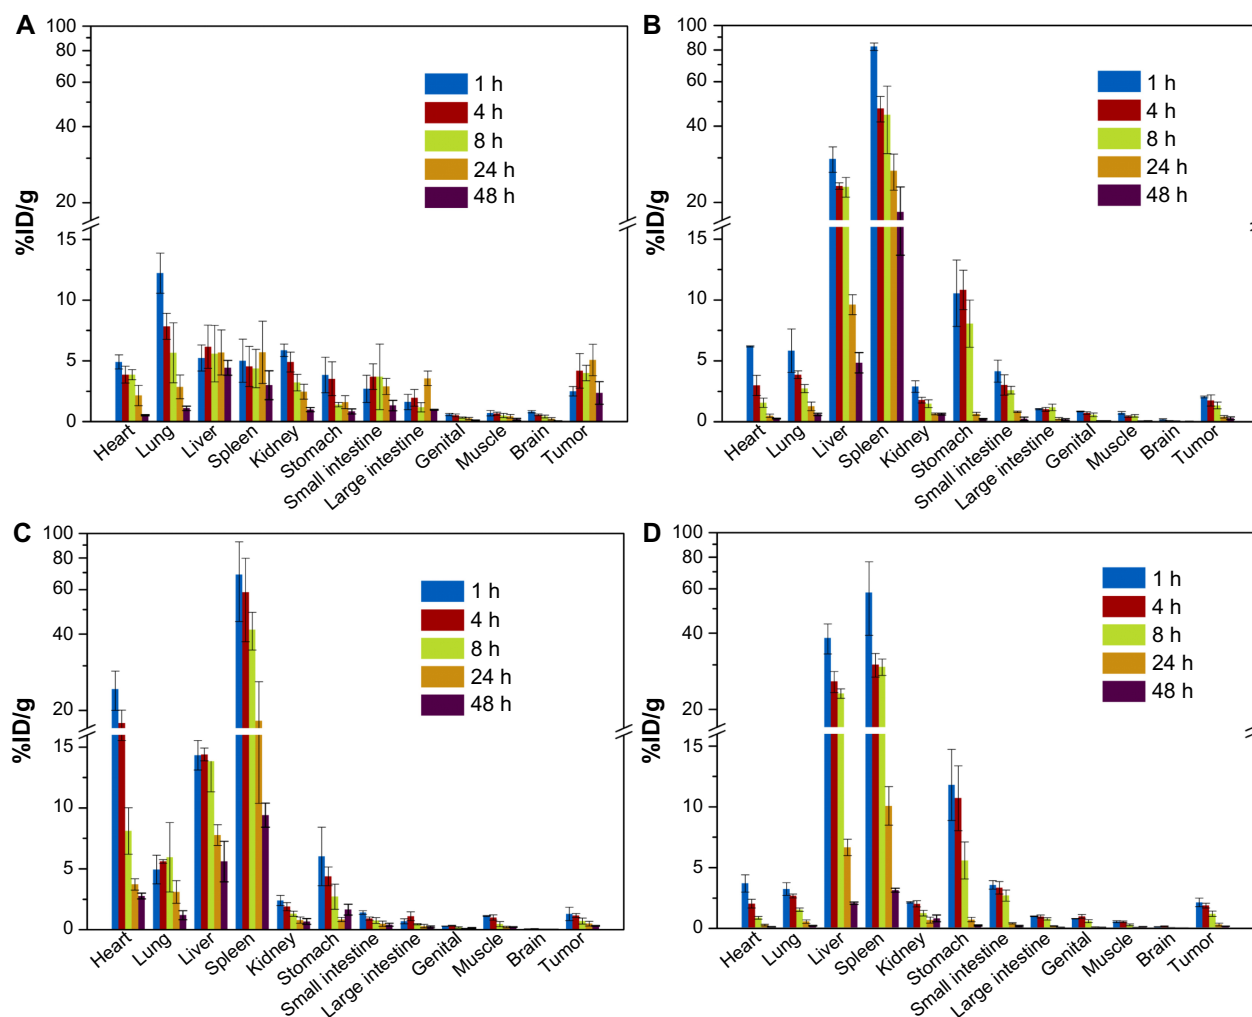 A
%ID/g
100
80
60
40
20
15
10
5
0
1 h
4 h
8 h
24 h
48 h
Heart
Lung
Liver
Spleen
Kidney
Stomach
Small intestine
Large intestine
Genital
Muscle
Brain
Tumor
B
%ID/g
100
80
60
40
20
15
10
5
0
1 h
4 h
8 h
24 h
48 h
Heart
Lung
Liver
Spleen
Kidney
Stomach
Small intestine
Large intestine
Genital
Muscle
Brain
Tumor
C
%ID/g
100
80
60
40
20
15
10
5
0
1 h
4 h
8 h
24 h
48 h
Heart
Lung
Liver
Spleen
Kidney
Stomach
Small intestine
Large intestine
Genital
Muscle
Brain
Tumor
D
%ID/g
100
80
60
40
20
15
10
5
0
1 h
4 h
8 h
24 h
48 h
Heart
Lung
Liver
Spleen
Kidney
Stomach
Small intestine
Large intestine
Genital
Muscle
Brain
Tumor